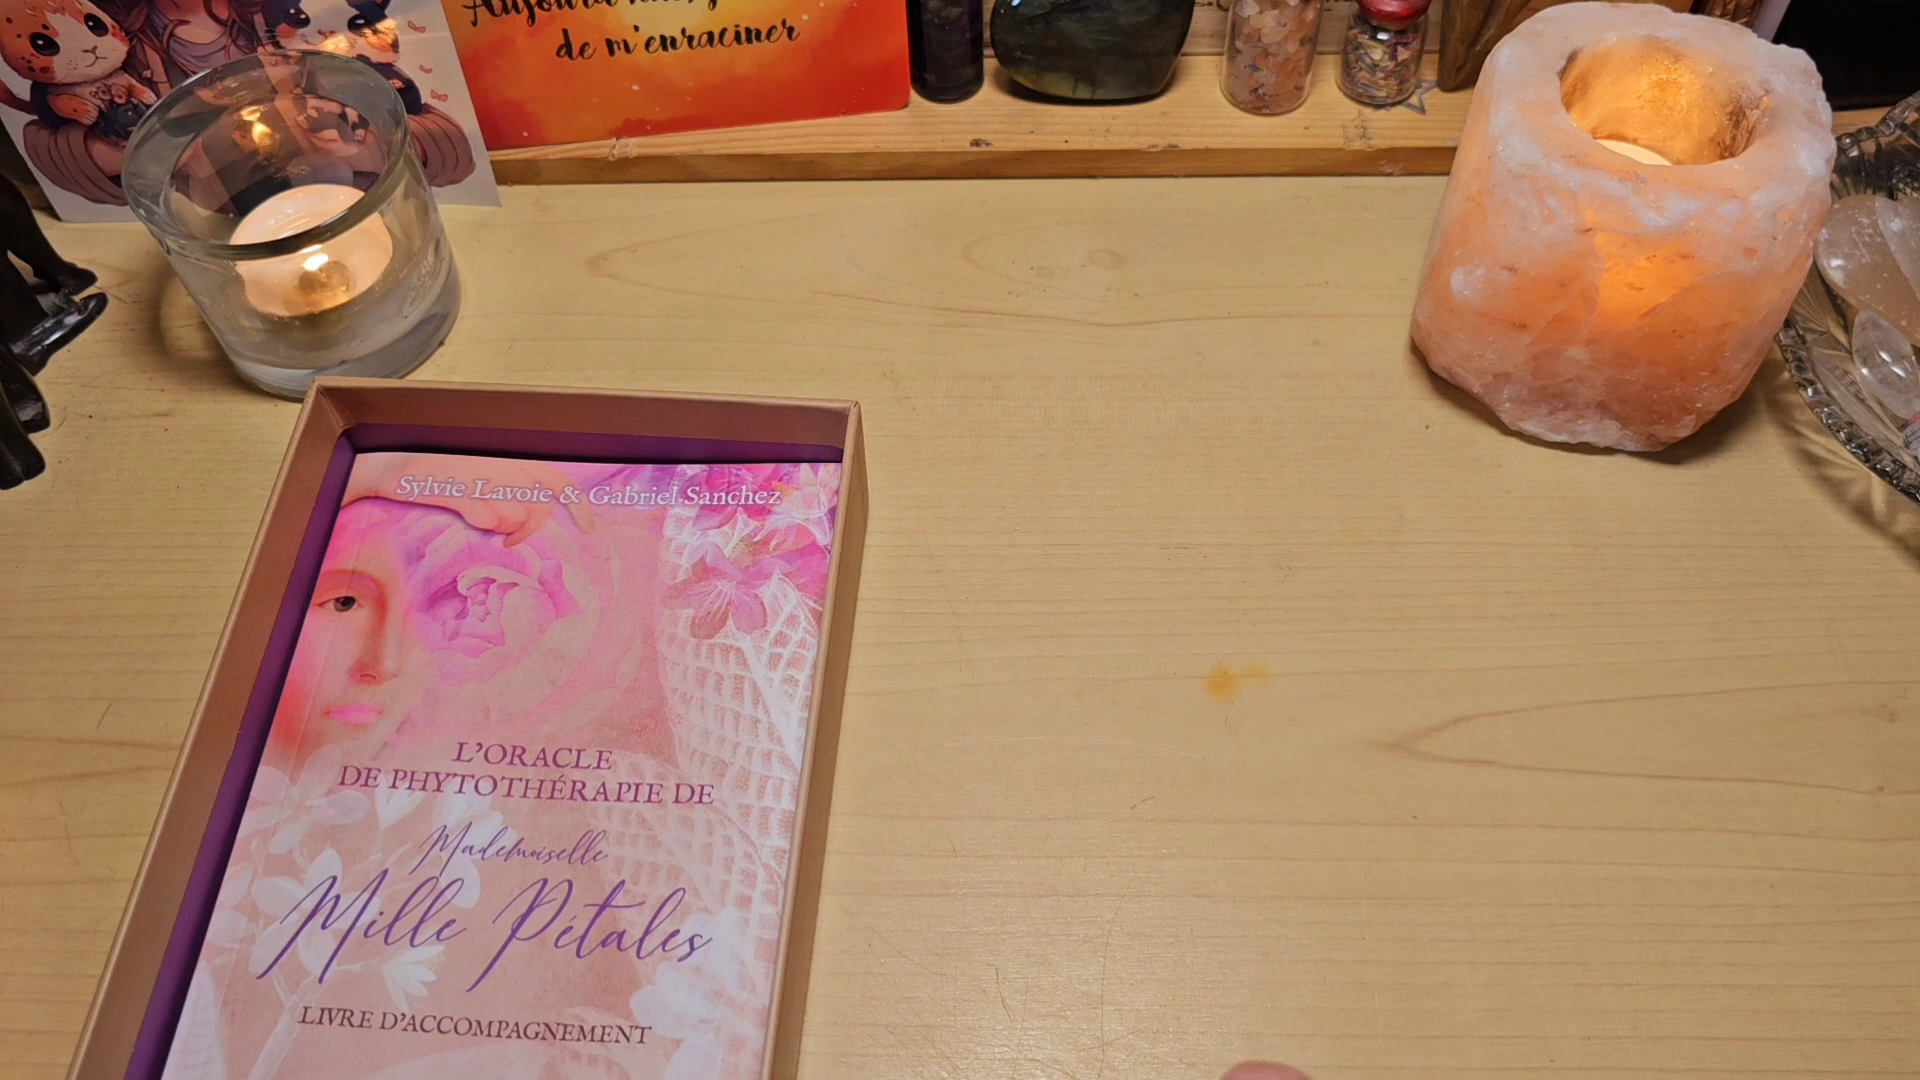 de m'enraciner
Sylvie Lavoie & Gabriel Sanchez
L'ORACLE
DE PHYTOTHÉRAPIE DE
Mademoiselle
Mille Pétales
LIVRE D'ACCOMPAGNEMENT